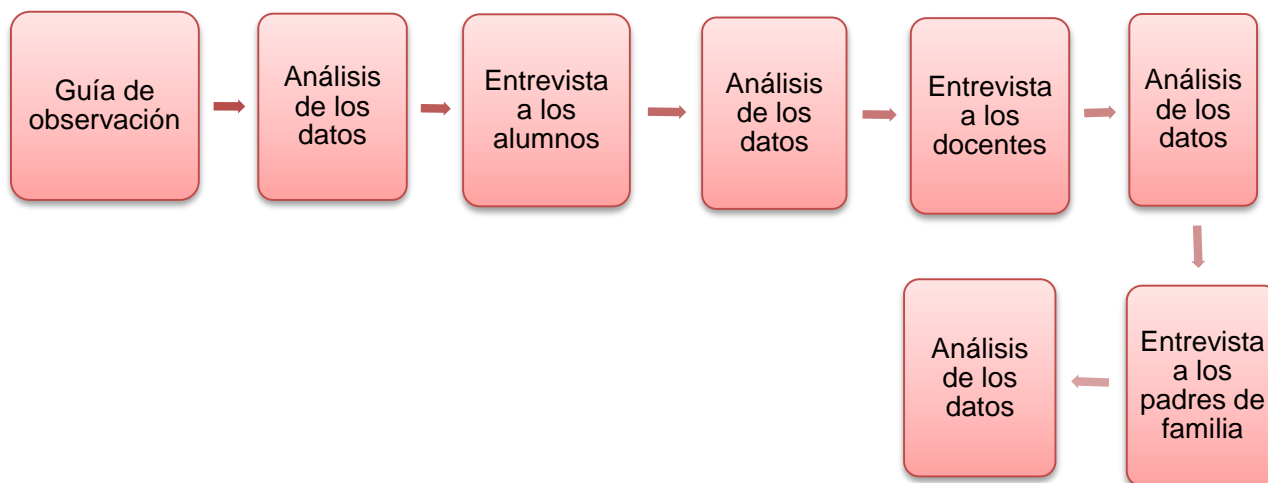 Guía de
observación
Análisis
de los
datos
Entrevista
a los
alumnos
Análisis
de los
datos
Entrevista
a los
docentes
Análisis
de los
datos
Entrevista
a los
padres de
familia
Análisis
de los
datos